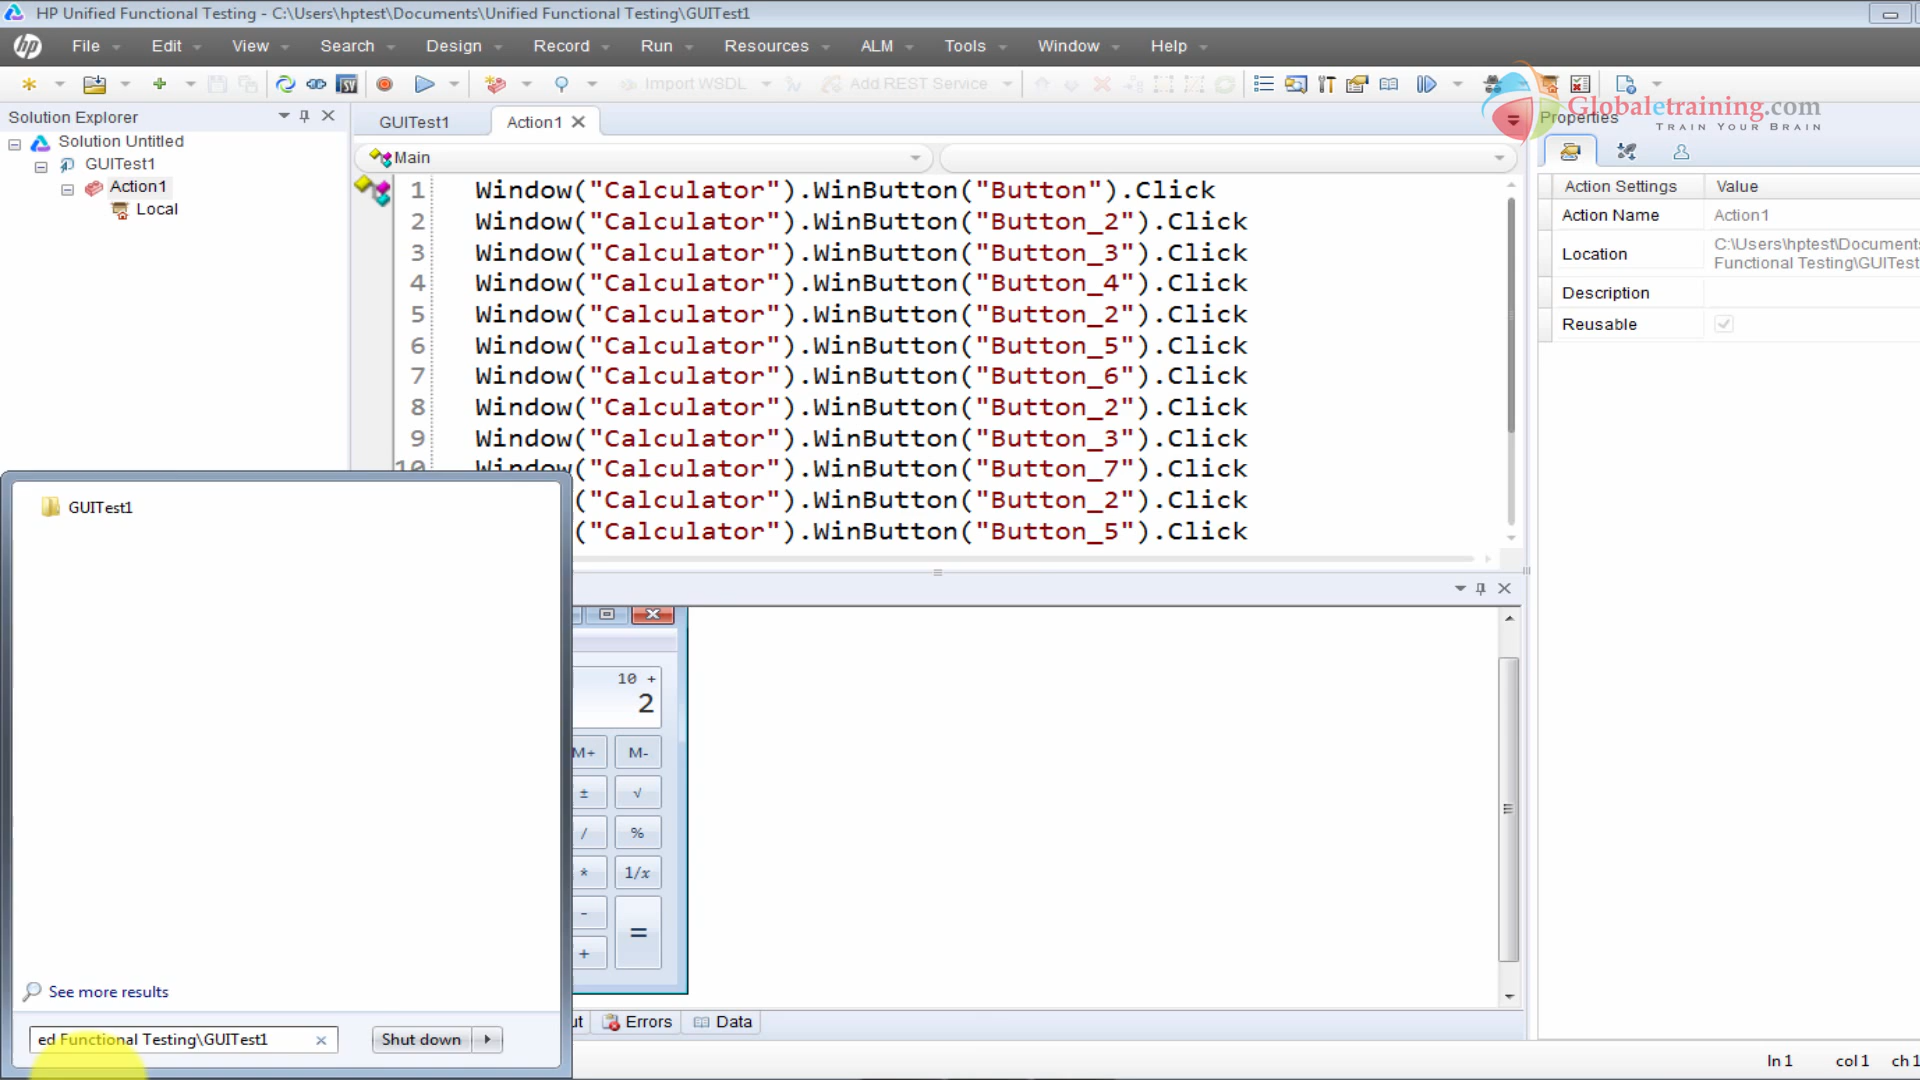 HP Unified Functional Testing - C:\Users\hptest\Documents\Unified Functional Testing\GUITest1
hp File Edit View Search Design Record Run Resources ALM Tools Window Help
SV Import WSDL Add REST Service
Globaletraining.com
TRAIN YOUR BRAIN
Solution Explorer
Solution Untitled
GUITest1
Action1
Local
GUITest1 Action1
Main
1 Window("Calculator").WinButton("Button").Click
2 Window("Calculator").WinButton("Button_2").Click
3 Window("Calculator").WinButton("Button_3").Click
4 Window("Calculator").WinButton("Button_4").Click
5 Window("Calculator").WinButton("Button_2").Click
6 Window("Calculator").WinButton("Button_5").Click
7 Window("Calculator").WinButton("Button_6").Click
8 Window("Calculator").WinButton("Button_2").Click
9 Window("Calculator").WinButton("Button_3").Click
10 Window("Calculator").WinButton("Button_7").Click
("Calculator").WinButton("Button_2").Click
("Calculator").WinButton("Button_5").Click
Properties
Action Settings Value
Action Name Action1
Location C:\Users\hptest\Documents
Functional Testing\GUITest
Description
Reusable
GUITest1
See more results
ed Functional Testing\GUITest1
Shut down
10 +
2
M+ M-
± √
/ %
* 1/x
- =
+
ut Errors Data
ln 1 col 1 ch 1